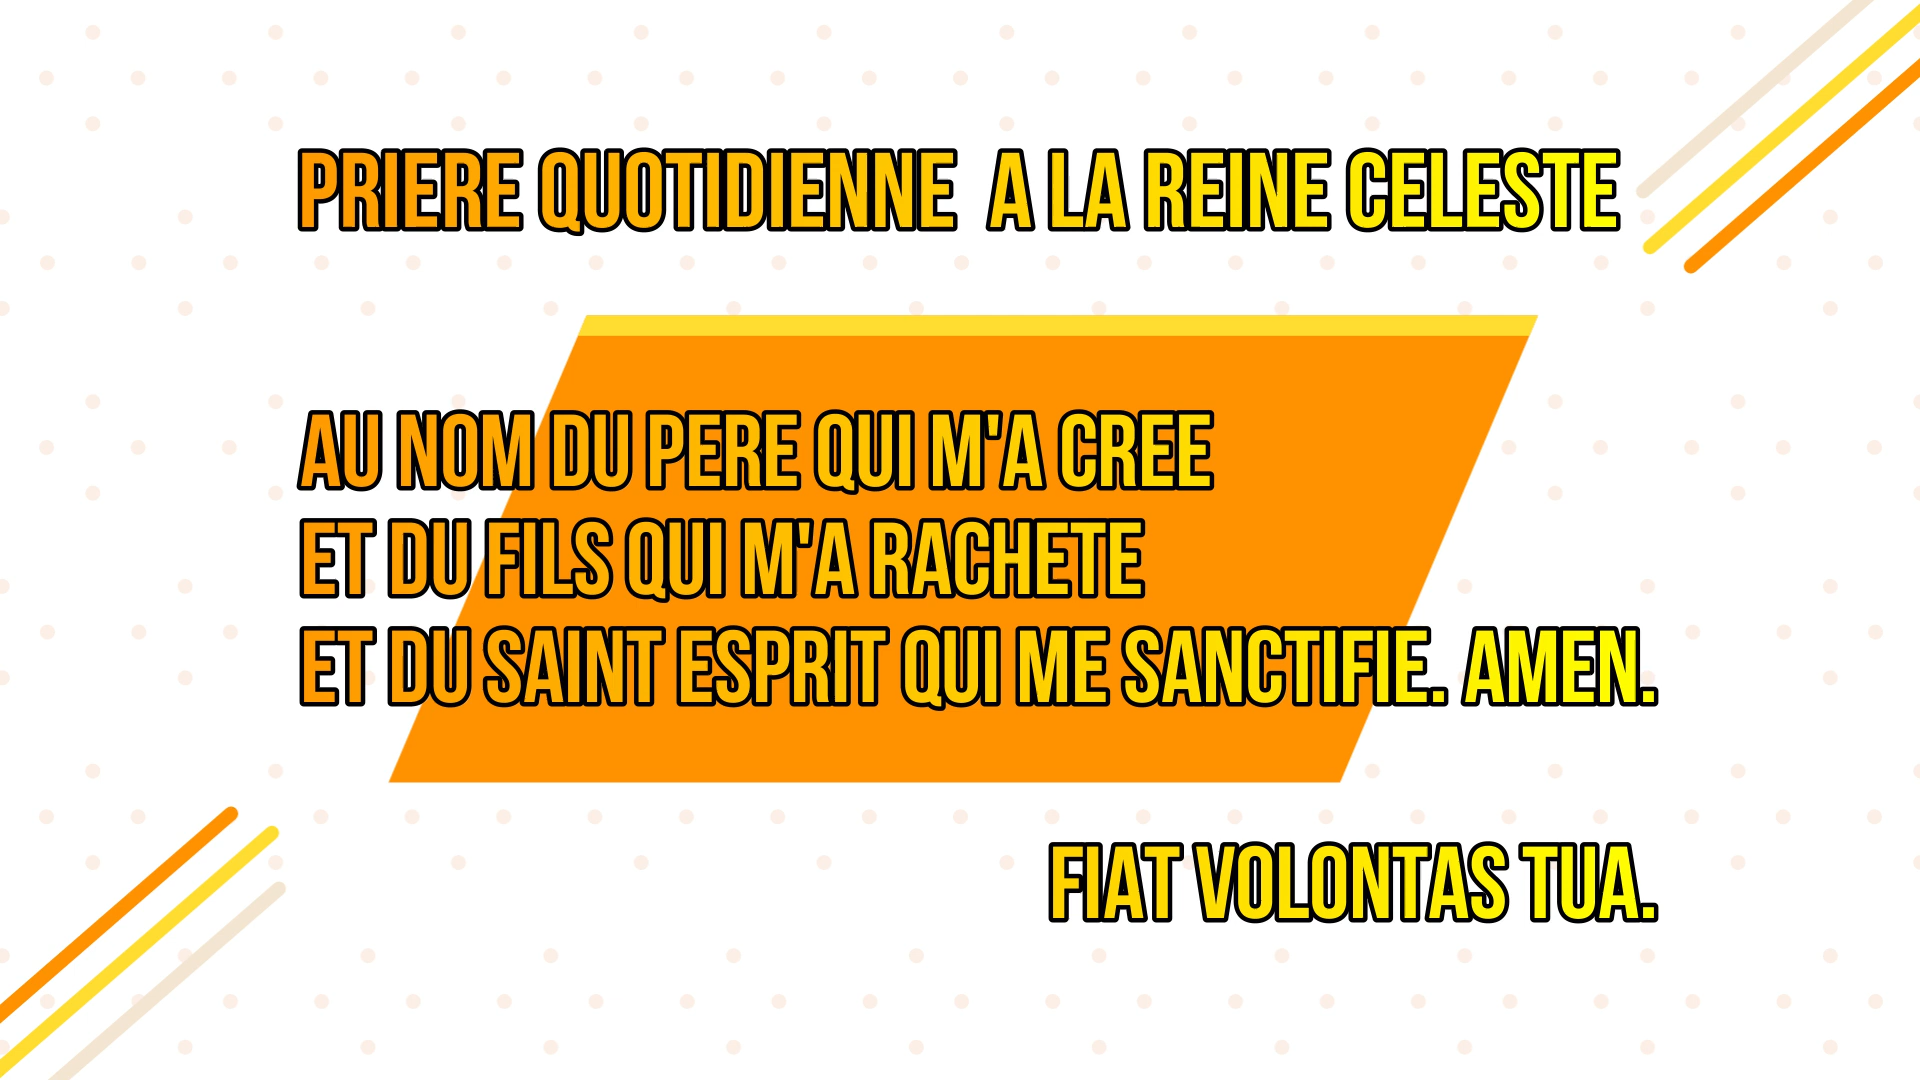 PRIERE QUOTIDIENNE  A LA REINE CELESTE
AU NOM DU PERE QUI M'A CREE
ET DU FILS QUI M'A RACHETE
ET DU SAINT ESPRIT QUI ME SANCTIFIE. AMEN.
FIAT VOLONTAS TUA.